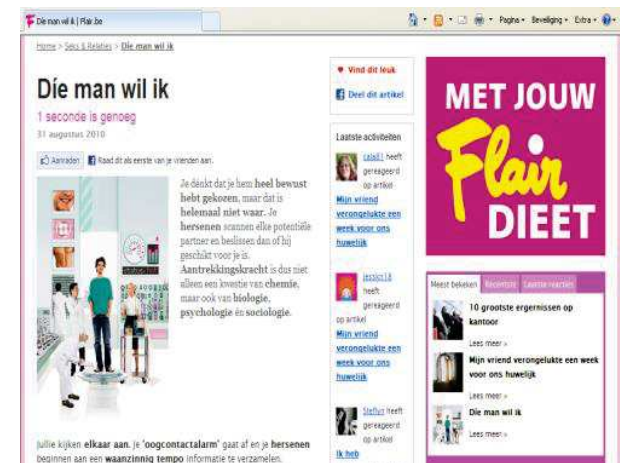 Díe man wil ik | Flair.be
Pagina
Beveiliging
Extra
Home > Seks & Relaties > Díe man wil ik
Díe man wil ik
1 seconde is genoeg
31 augustus 2010
Aanraden
Raad dit als eerste van je vrienden aan.
Je dénkt dat je hem heel bewust
hebt gekozen, maar dat is
helemaal niet waar. Je
hersenen scannen elke potentiële
partner en beslissen dan of hij
geschikt voor je is.
Aantrekkingskracht is dus niet
alleen een kwestie van chemie,
maar ook van biologie,
psychologie én sociologie.
Jullie kijken elkaar aan. Je 'oogcontactalarm' gaat af en je hersenen
beginnen aan een waanzinnig tempo informatie te verzamelen.
Vind dit leuk
Deel dit artikel
Laatste activiteiten
heeft
gereageerd
op artikel
Mijn vriend
verongelukte een
week voor ons
huwelijk
jessica18
heeft
gereageerd
op artikel
Mijn vriend
verongelukte een
week voor ons
huwelijk
Steffyn heeft
gereageerd
op artikel
Ik heb
MET JOUW
Flair
DIEET
Meest bekeken
Recentste
Laatste reacties
10 grootste ergernissen op
kantoor
Lees meer »
Mijn vriend verongelukte een week
voor ons huwelijk
Lees meer »
Díe man wil ik
Lees meer »